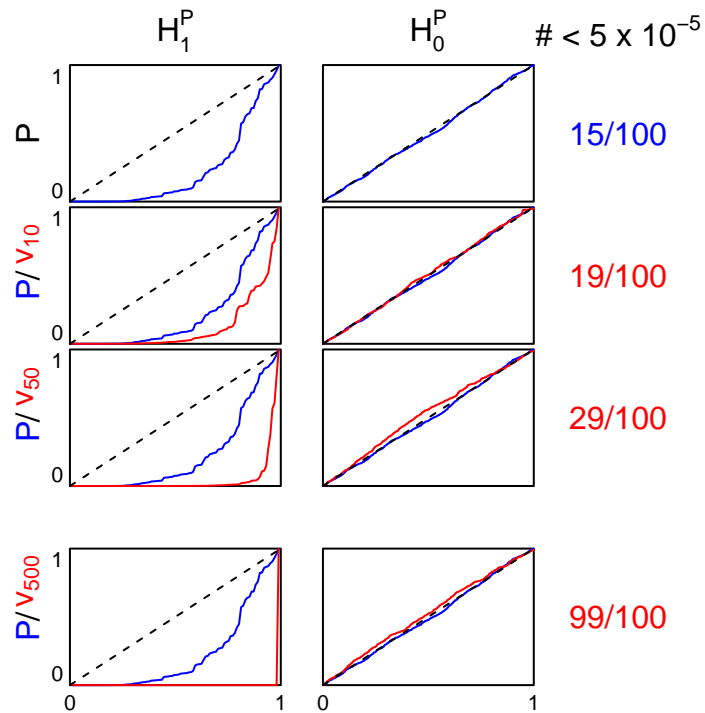 H₁ᴾ H₀ᴾ # < 5 x 10⁻⁵
P 1 0 15/100
P/ v₁₀ 1 0 19/100
P/ v₅₀ 1 0 29/100
P/ v₅₀₀ 1 0 99/100
0 1 0 1